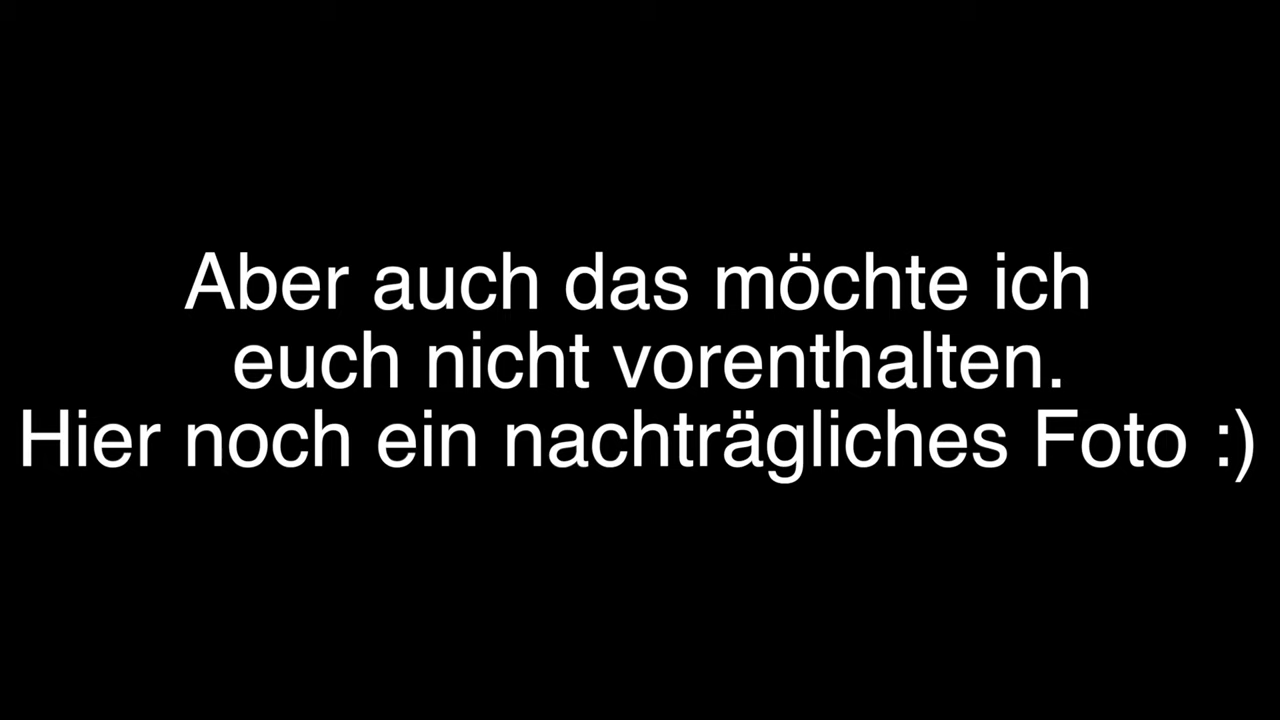 Aber auch das möchte ich
euch nicht vorenthalten.
Hier noch ein nachträgliches Foto :)